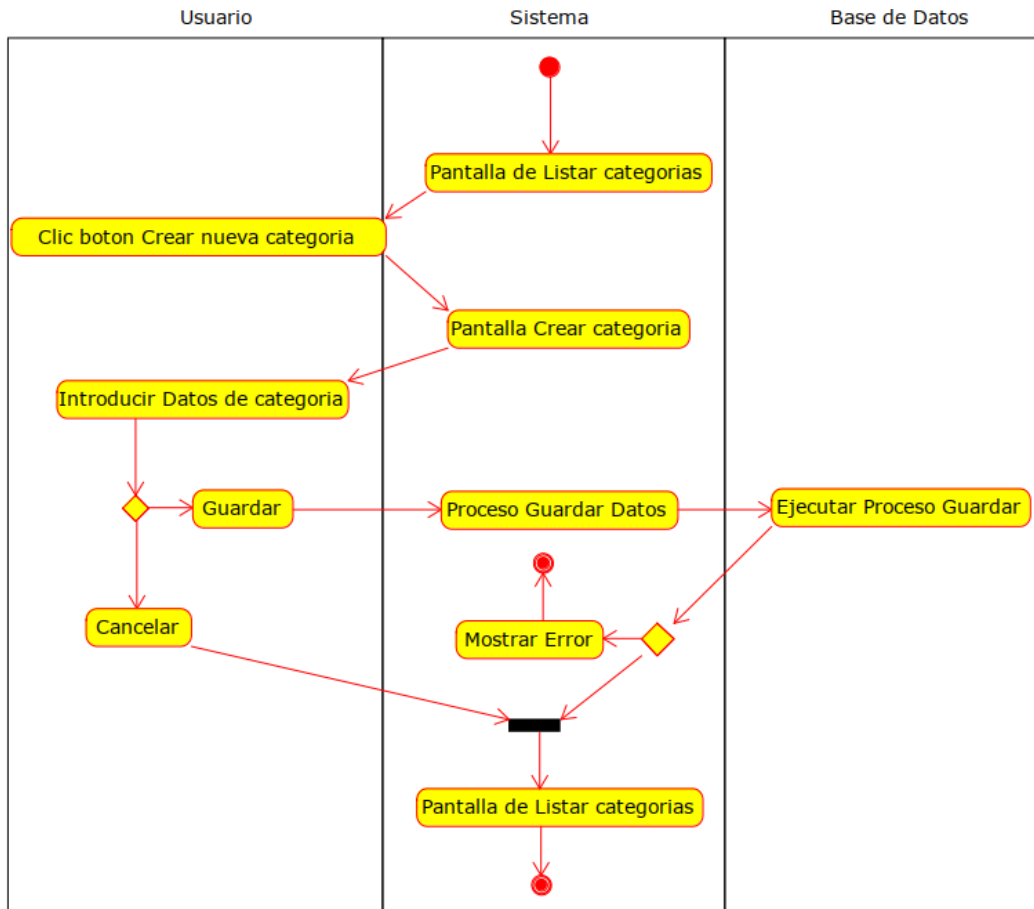 Usuario
Sistema
Base de Datos
Pantalla de Listar categorias
Clic boton Crear nueva categoria
Pantalla Crear categoria
Introducir Datos de categoria
Guardar
Proceso Guardar Datos
Ejecutar Proceso Guardar
Cancelar
Mostrar Error
Pantalla de Listar categorias